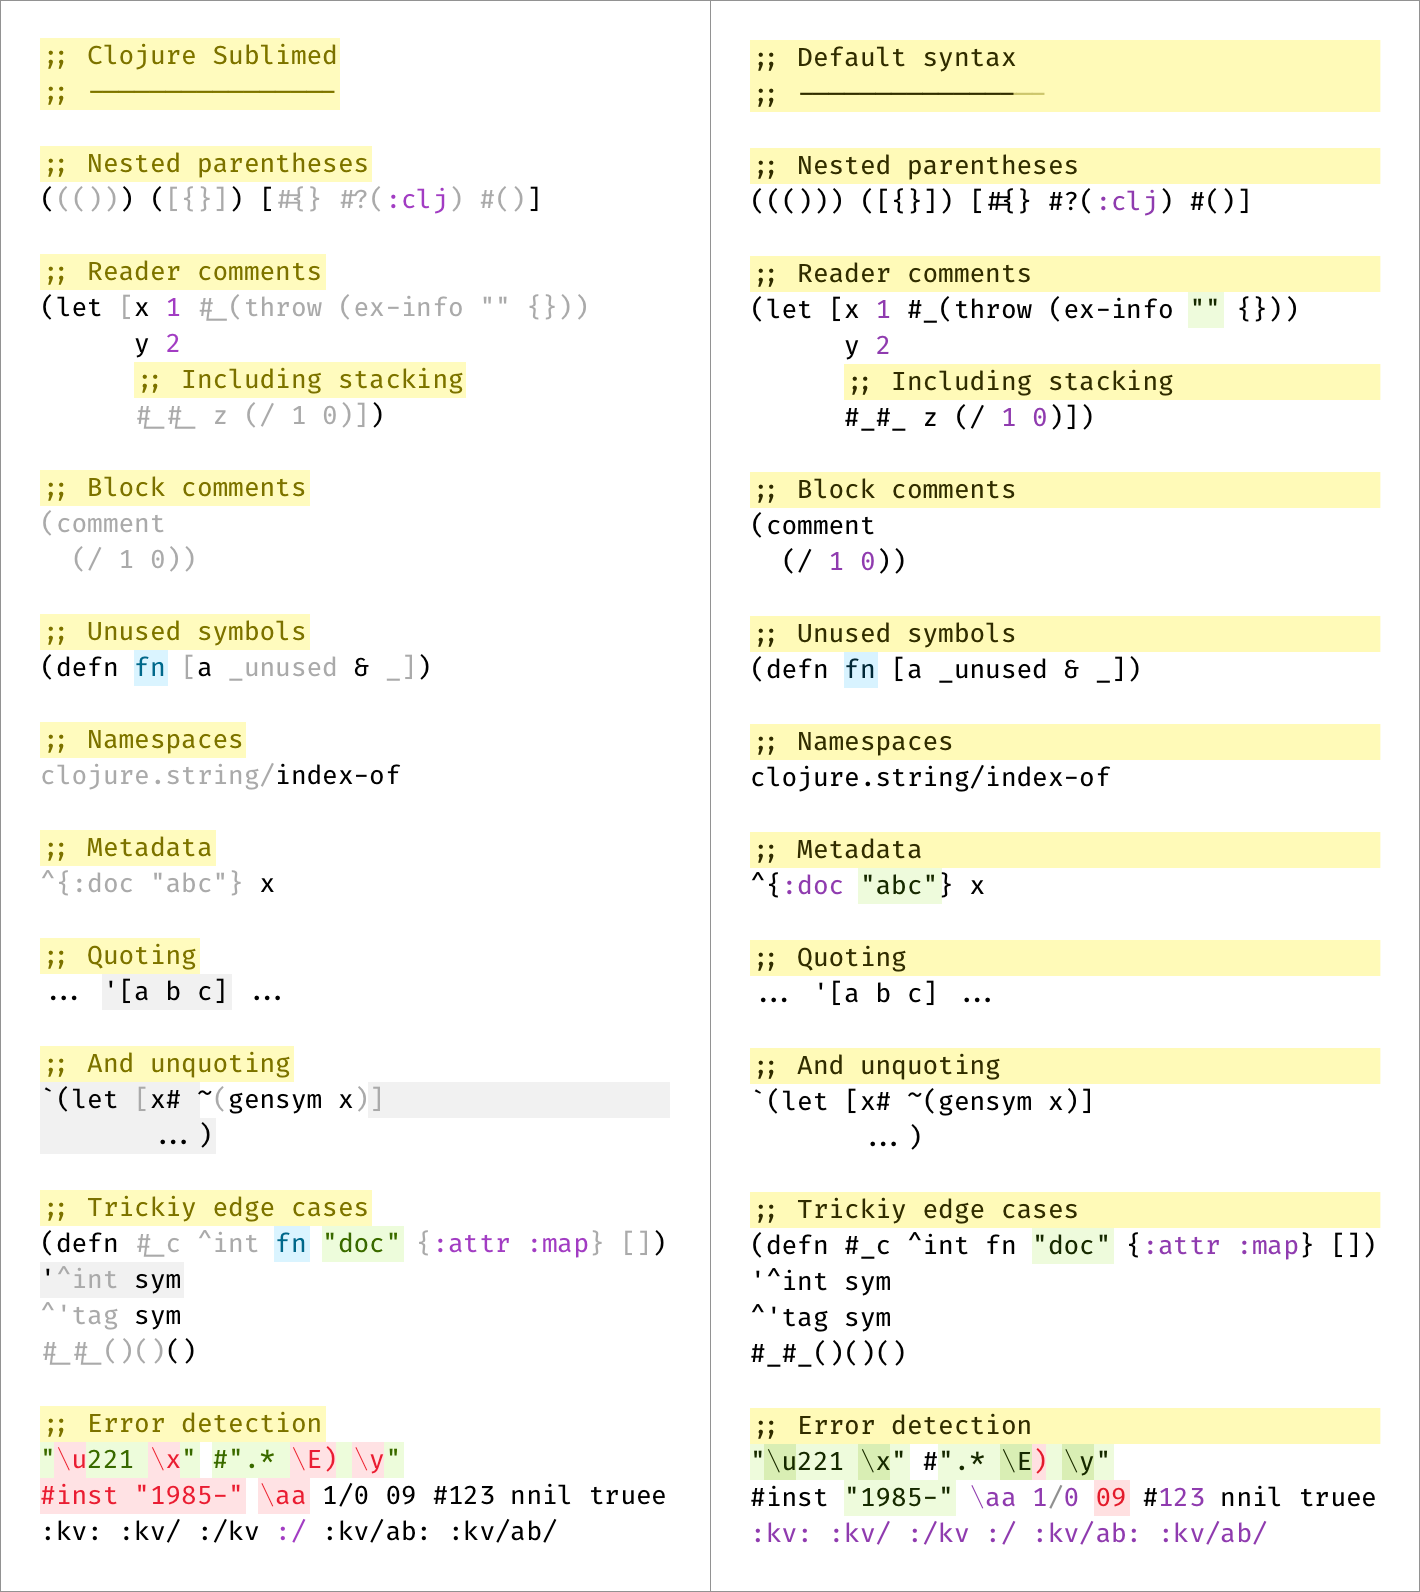 ;; Clojure Sublimed
;; ----------------
;; Nested parentheses
((())) ([{}]) [#{} #?(:clj) #()]
;; Reader comments
(let [x 1 #_(throw (ex-info "" {}))
      y 2
      ;; Including stacking
      #_#_ z (/ 1 0)])
;; Block comments
(comment
  (/ 1 0))
;; Unused symbols
(defn fn [a _unused & _])
;; Namespaces
clojure.string/index-of
;; Metadata
^{:doc "abc"} x
;; Quoting
... '[a b c] ...
;; And unquoting
`(let [x# ~(gensym x)]
       ...)
;; Trickiy edge cases
(defn #_c ^int fn "doc" {:attr :map} [])
'^int sym
^'tag sym
#_#_()()()
;; Error detection
"\u221 \x" #".* \E) \y"
#inst "1985-" \aa 1/0 09 #123 nnil truee
:kv: :kv/ :/kv :/ :kv/ab: :kv/ab/
;; Default syntax
;; ----------------
;; Nested parentheses
((())) ([{}]) [#{} #?(:clj) #()]
;; Reader comments
(let [x 1 #_(throw (ex-info "" {}))
      y 2
      ;; Including stacking
      #_#_ z (/ 1 0)])
;; Block comments
(comment
  (/ 1 0))
;; Unused symbols
(defn fn [a _unused & _])
;; Namespaces
clojure.string/index-of
;; Metadata
^{:doc "abc"} x
;; Quoting
... '[a b c] ...
;; And unquoting
`(let [x# ~(gensym x)]
       ...)
;; Trickiy edge cases
(defn #_c ^int fn "doc" {:attr :map} [])
'^int sym
^'tag sym
#_#_()()()
;; Error detection
"\u221 \x" #".* \E) \y"
#inst "1985-" \aa 1/0 09 #123 nnil truee
:kv: :kv/ :/kv :/ :kv/ab: :kv/ab/